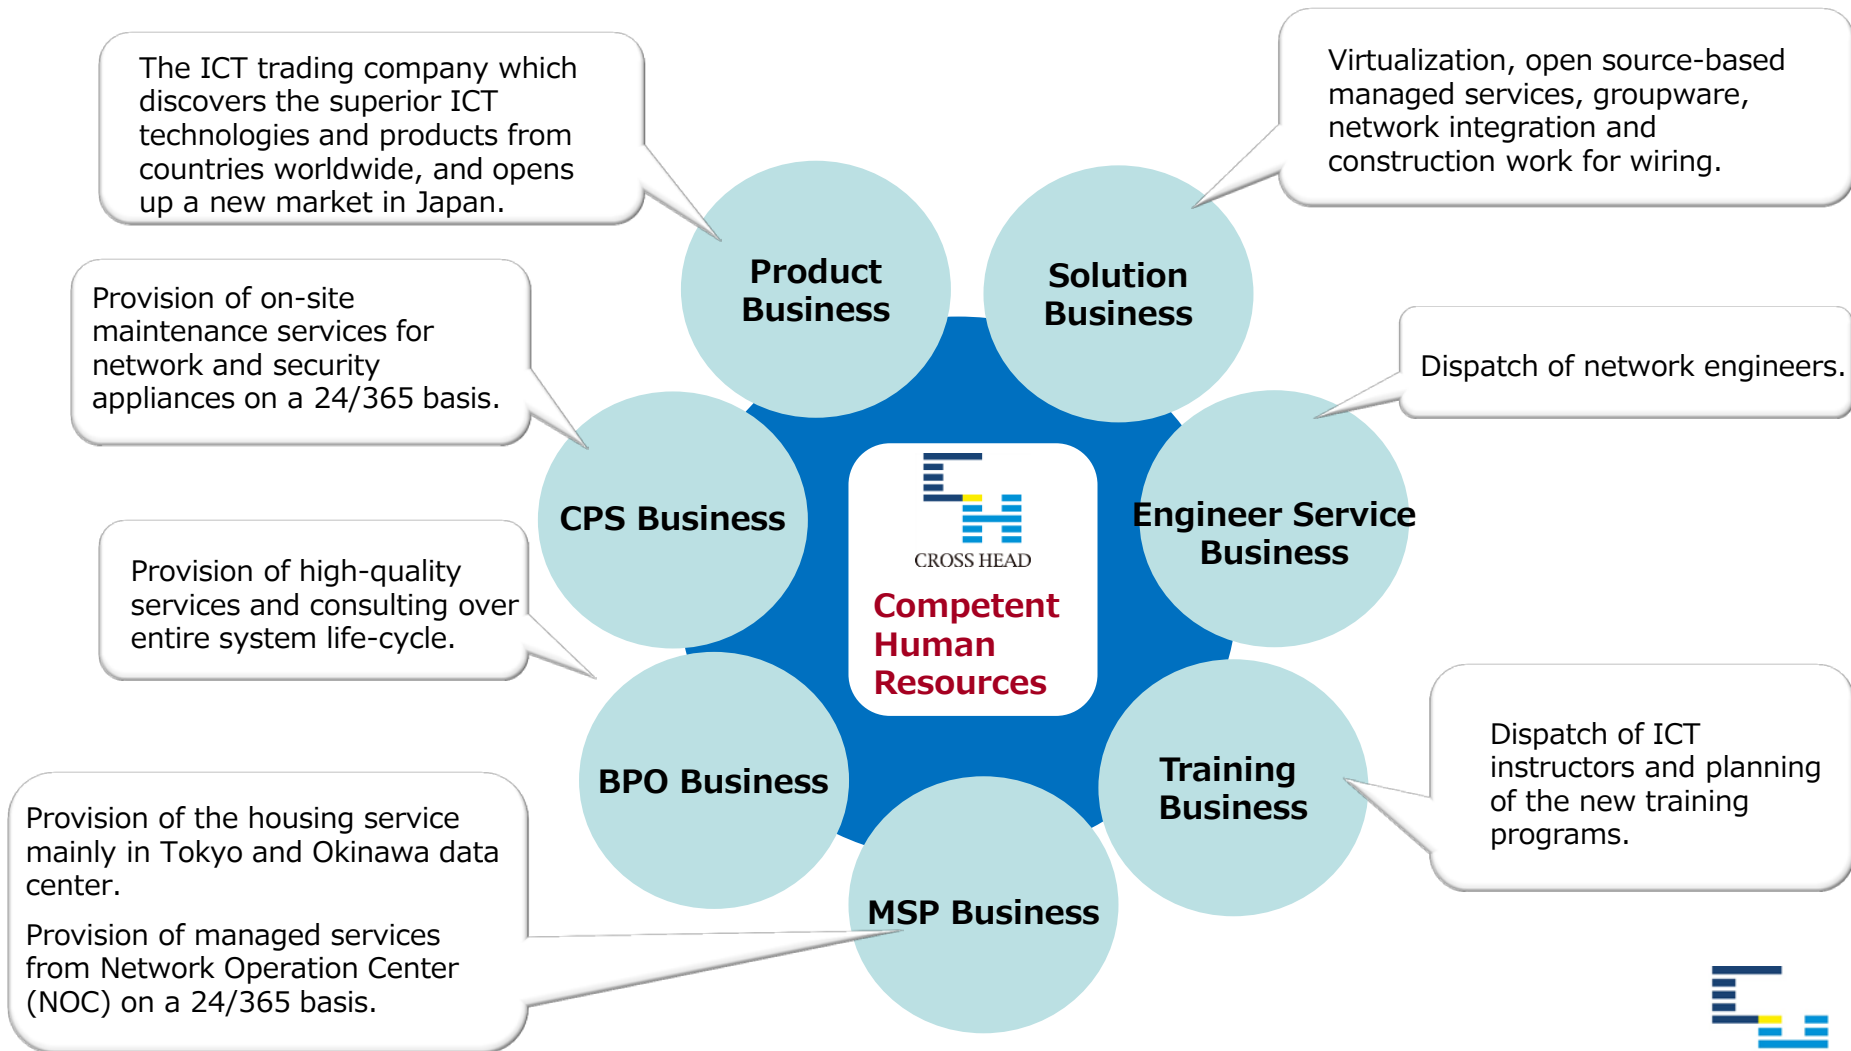 The ICT trading company which
discovers the superior ICT
technologies and products from
countries worldwide, and opens
up a new market in Japan.
Virtualization, open source-based
managed services, groupware,
network integration and
construction work for wiring.
Product
Business
Solution
Business
Provision of on-site
maintenance services for
network and security
appliances on a 24/365 basis.
Dispatch of network engineers.
CPS Business
CROSS HEAD
Competent
Human
Resources
Engineer Service
Business
Provision of high-quality
services and consulting over
entire system life-cycle.
BPO Business
Training
Business
Dispatch of ICT
instructors and planning
of the new training
programs.
Provision of the housing service
mainly in Tokyo and Okinawa data
center.
Provision of managed services
from Network Operation Center
(NOC) on a 24/365 basis.
MSP Business